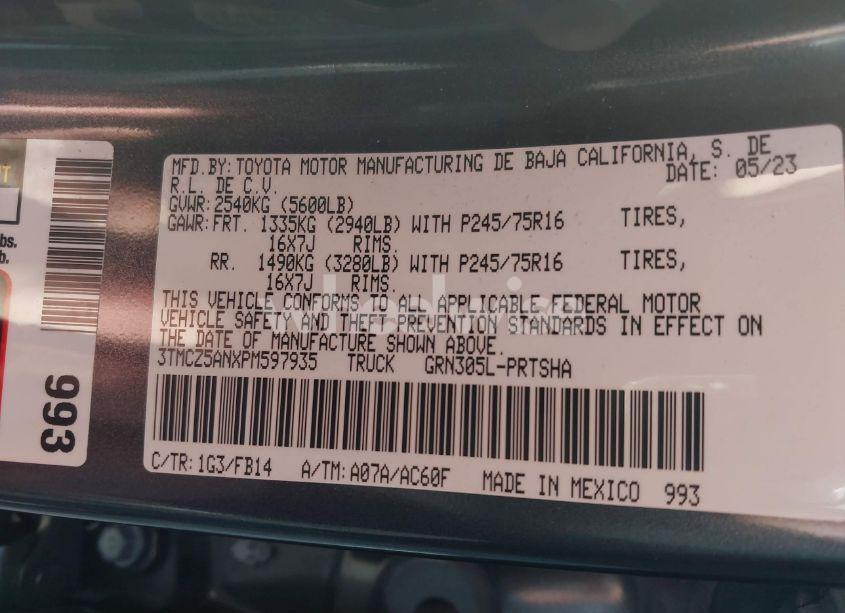 MFD.BY:TOYOTA MOTOR MANUFACTURING DE BAJA CALIFORNIA, S. DE
R.L. DE C.V. DATE: 05/23
GVWR:2540KG (5600LB)
GAWR:FRT. 1335KG (2940LB) WITH P245/75R16 TIRES,
16X7J RIMS.
RR. 1490KG (3280LB) WITH P245/75R16 TIRES,
16X7J RIMS.
THIS VEHICLE CONFORMS TO ALL APPLICABLE FEDERAL MOTOR
VEHICLE SAFETY AND THEFT PREVENTION STANDARDS IN EFFECT ON
THE DATE OF MANUFACTURE SHOWN ABOVE.
3TMCZ5ANXPM597935 TRUCK GRN305L-PRTSHA
C/TR:1G3/FB14 A/TM:A07A/AC60F MADE IN MEXICO 993
993
bs.
b.